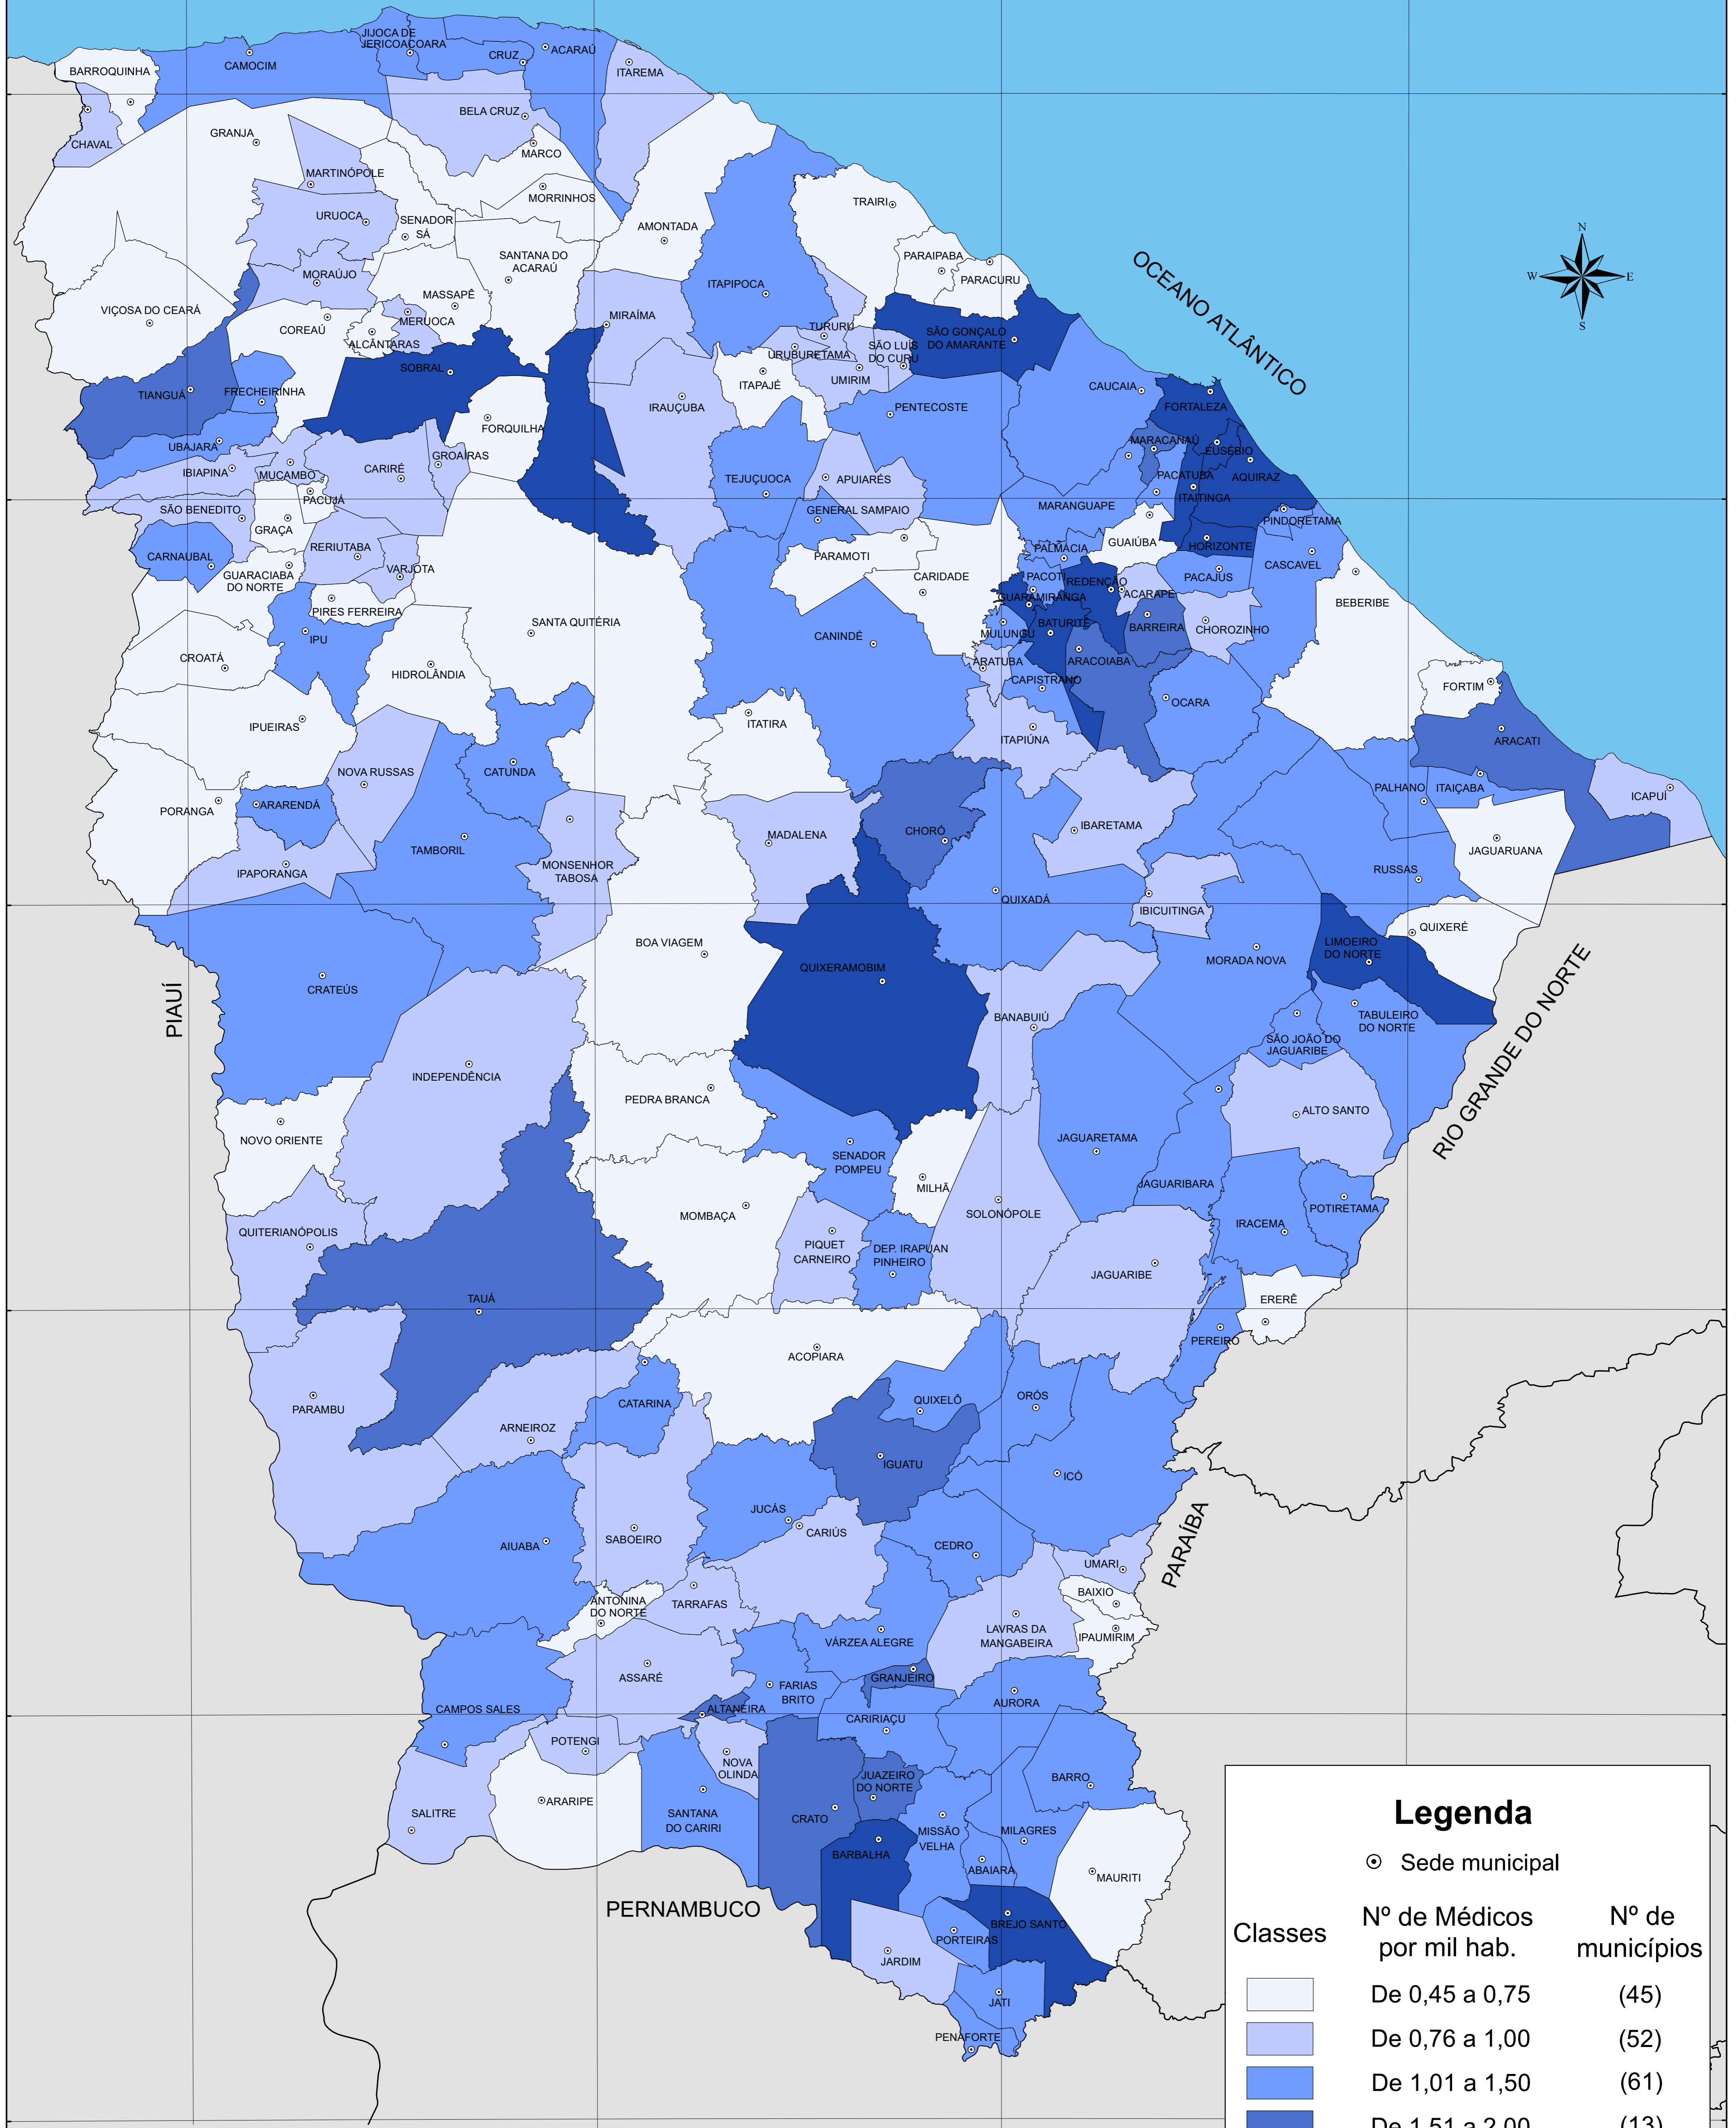 JIJOCA DE
JERICOACOARA
CRUZ
ACARAÚ
CAMOCIM
BARROQUINHA
ITAREMA
BELA CRUZ
CHAVAL
GRANJA
MARCO
MARTINÓPOLE
MORRINHOS
TRAIRI
URUOCA
SENADOR
SÁ
AMONTADA
N
W
E
S
OCEANO ATLÂNTICO
SANTANA DO
ACARAÚ
PARAIPABA
PARACURU
MORAÚJO
ITAPIPOCA
MASSAPÊ
VIÇOSA DO CEARÁ
MIRAÍMA
MERUOCA
COREAÚ
ALCÂNTARAS
TURURU
SÃO GONÇALO
DO AMARANTE
SÃO LUÍS
DO CURU
URUBURETAMA
SOBRAL
UMIRIM
ITAPAJÉ
CAUCAIA
TIANGUÁ
FRECHEIRINHA
IRAUÇUBA
PENTECOSTE
FORTALEZA
FORQUILHA
UBAJARA
MARACANAÚ
EUSÉBIO
GROAÍRAS
IBIAPINA
MUCAMBO
CARIRÉ
TEJUÇUOCA
APUIARÉS
PACATUBA
AQUIRAZ
PACUJÁ
ITAITINGA
SÃO BENEDITO
GENERAL SAMPAIO
MARANGUAPE
PINDORETAMA
GRAÇA
CARNAUBAL
RERIUTABA
PARAMOTI
PALMÁCIA
GUAIÚBA
HORIZONTE
VARJOTA
GUARACIABA
DO NORTE
CARIDADE
PACOTI
REDENÇÃO
PACAJUS
CASCAVEL
GUARAMIRANGA
ACARAPE
BEBERIBE
PIRES FERREIRA
SANTA QUITÉRIA
BATURITÉ
BARREIRA
CHOROZINHO
IPU
CANINDÉ
MULUNGU
CROATÁ
ARATUBA
ARACOIABA
HIDROLÂNDIA
CAPISTRANO
FORTIM
OCARA
IPUEIRAS
ITATIRA
ITAPIÚNA
ARACATI
NOVA RUSSAS
CATUNDA
PALHANO
ITAIÇABA
ICAPUÍ
PORANGA
ARARENDÁ
MADALENA
CHORÓ
IBARETAMA
TAMBORIL
JAGUARUANA
MONSENHOR
TABOSA
IPAPORANGA
RUSSAS
QUIXADÁ
IBICUITINGA
QUIXERÉ
BOA VIAGEM
LIMOEIRO
DO NORTE
QUIXERAMOBIM
MORADA NOVA
CRATEÚS
PIAUÍ
BANABUIÚ
TABULEIRO
DO NORTE
SÃO JOÃO DO
JAGUARIBE
RIO GRANDE DO NORTE
INDEPENDÊNCIA
PEDRA BRANCA
ALTO SANTO
NOVO ORIENTE
JAGUARETAMA
SENADOR
POMPEU
MILHÃ
JAGUARIBARA
POTIRETAMA
MOMBAÇA
SOLONÓPOLE
IRACEMA
QUITERIANÓPOLIS
PIQUET
CARNEIRO
DEP. IRAPUAN
PINHEIRO
JAGUARIBE
TAUÁ
ERERÊ
PEREIRO
ACOPIARA
ORÓS
QUIXELÔ
CATARINA
PARAMBU
ARNEIROZ
IGUATU
ICÓ
JUCÁS
CARIÚS
PARAÍBA
SABOEIRO
AIUABA
CEDRO
UMARI
BAIXIO
ANTONINA
DO NORTE
TARRAFAS
LAVRAS DA
MANGABEIRA
VÁRZEA ALEGRE
IPAUMIRIM
ASSARÉ
GRANJEIRO
FARIAS
BRITO
AURORA
CAMPOS SALES
ALTANEIRA
CARIRIAÇU
POTENGI
NOVA
OLINDA
JUAZEIRO
DO NORTE
BARRO
ARARIPE
SALITRE
SANTANA
DO CARIRI
CRATO
MISSÃO
VELHA
MILAGRES
BARBALHA
ABAIARA
MAURITI
PERNAMBUCO
BREJO SANTO
PORTEIRAS
JARDIM
JATI
PENAFORTE
Legenda
Sede municipal
Classes
Nº de Médicos
por mil hab.
Nº de
municípios
De 0,45 a 0,75 (45)
De 0,76 a 1,00 (52)
De 1,01 a 1,50 (61)
De 1,51 a 2,00 (13)